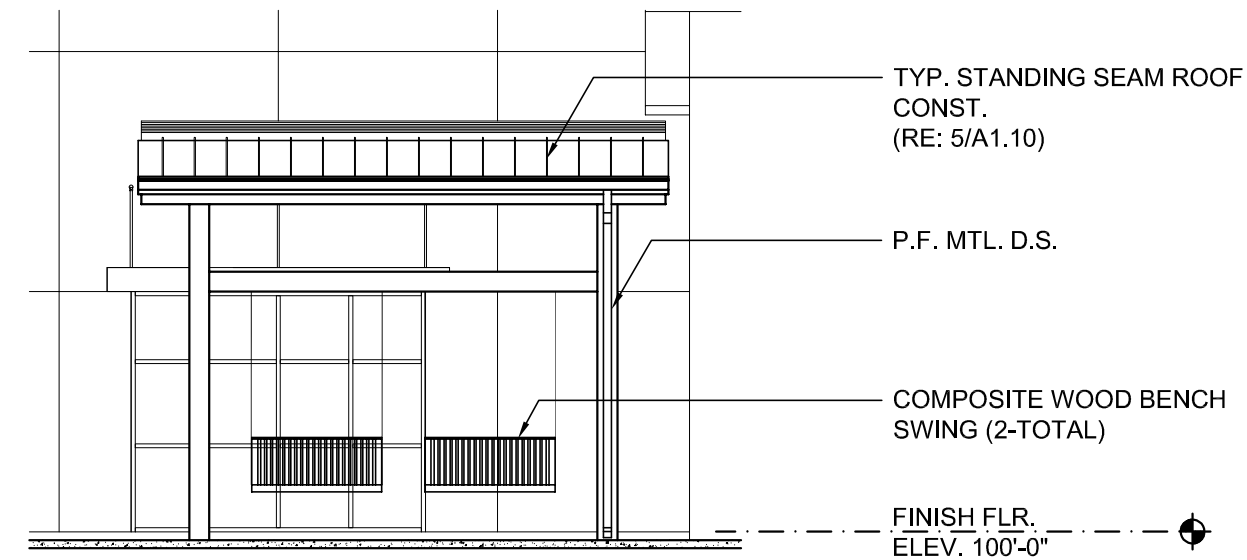 TYP. STANDING SEAM ROOF
CONST.
(RE: 5/A1.10)
P.F. MTL. D.S.
COMPOSITE WOOD BENCH
SWING (2-TOTAL)
FINISH FLR.
ELEV. 100'-0"